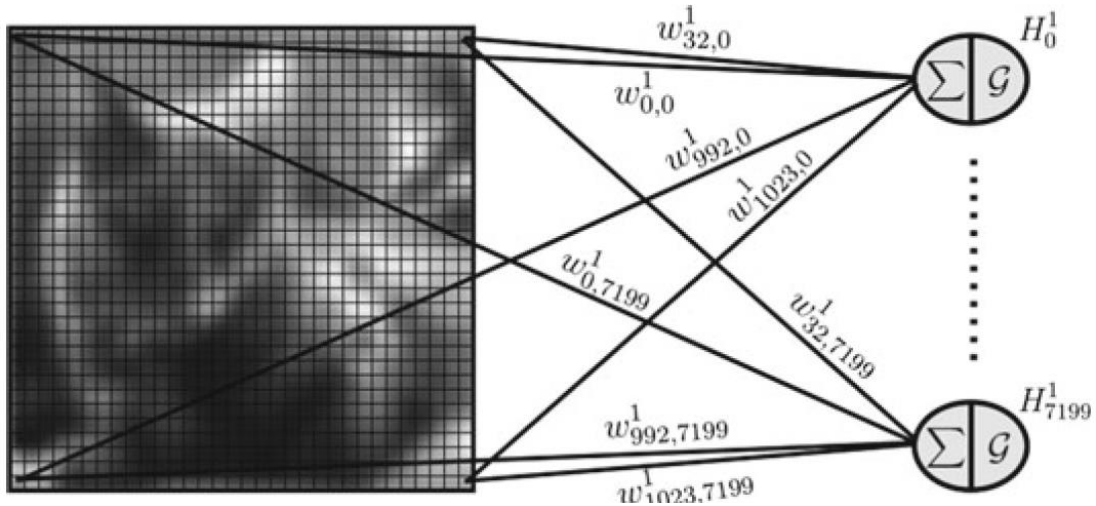 w^1_{32,0}
H^1_0
∑ 𝒢
w^1_{0,0}
w^1_{992,0}
w^1_{1023,0}
w^1_{0,7199}
w^1_{32,7199}
H^1_{7199}
w^1_{992,7199}
∑ 𝒢
w^1_{1023,7199}